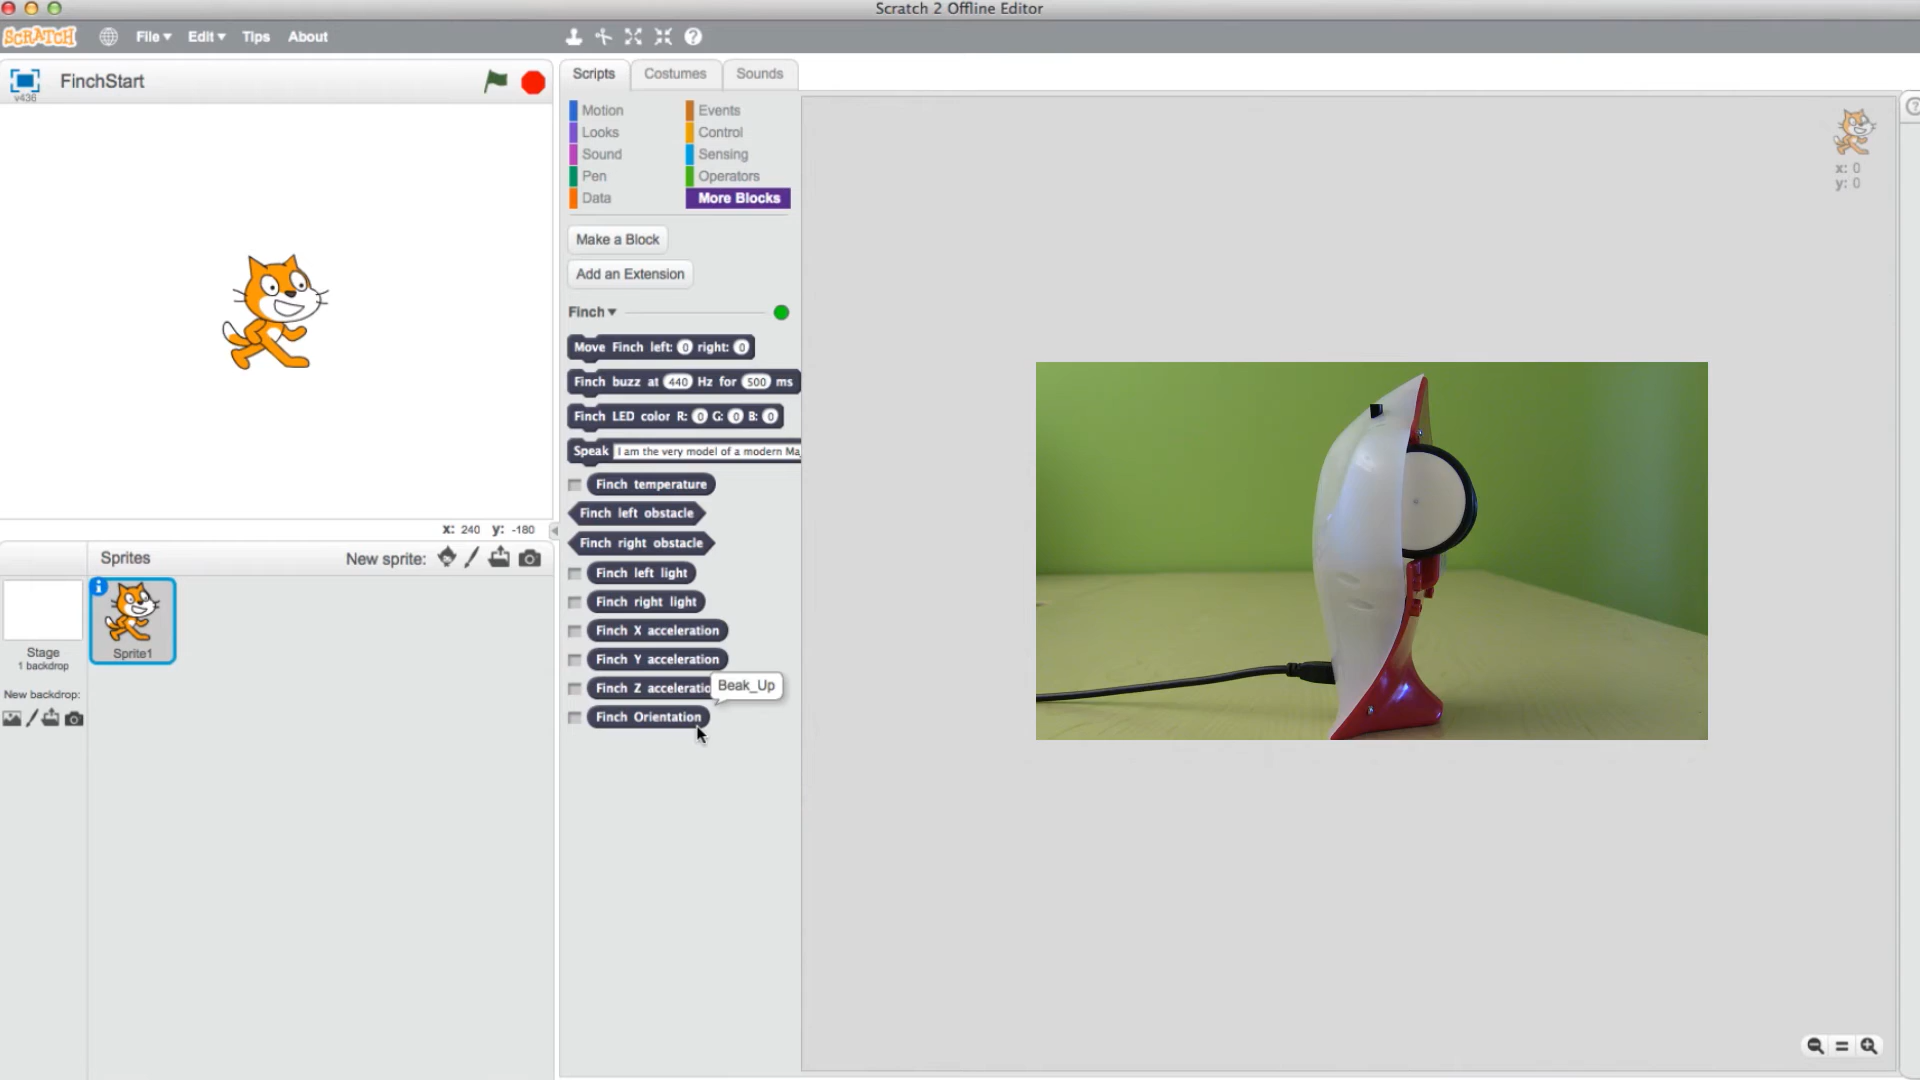 Scratch 2 Offline Editor
SCRATCH File Edit Tips About
v436 FinchStart
Scripts Costumes Sounds
Motion Events
Looks Control
Sound Sensing
Pen Operators
Data More Blocks
x: 0
y: 0
Make a Block
Add an Extension
Finch
Move Finch left: 0 right: 0
Finch buzz at 440 Hz for 500 ms
Finch LED color R: 0 G: 0 B: 0
Speak I am the very model of a modern
Finch temperature
Finch left obstacle
Finch right obstacle
Finch left light
Finch right light
Finch X acceleration
Finch Y acceleration
Finch Z acceleratio
Beak_Up
Finch Orientation
x: 240 y: -180
Sprites New sprite:
Stage
1 backdrop
New backdrop:
Sprite1